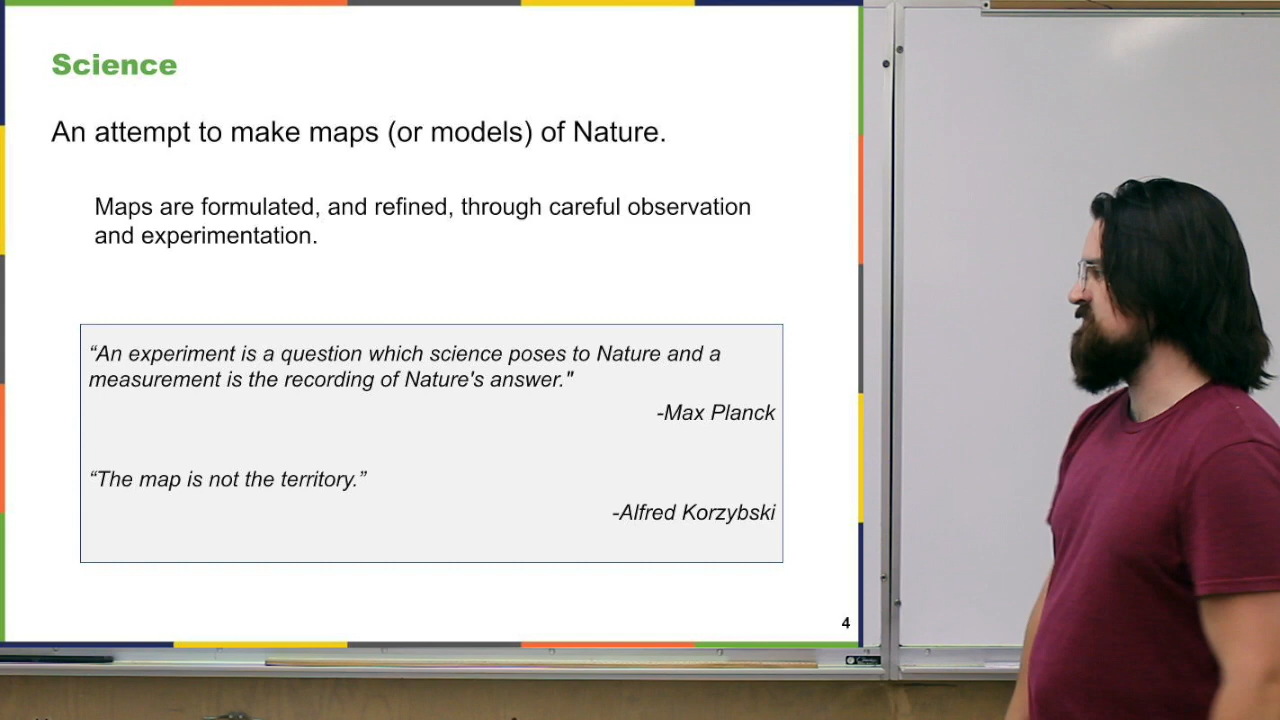 Science
An attempt to make maps (or models) of Nature.
Maps are formulated, and refined, through careful observation
and experimentation.
“An experiment is a question which science poses to Nature and a
measurement is the recording of Nature's answer."
-Max Planck
“The map is not the territory.”
-Alfred Korzybski
4